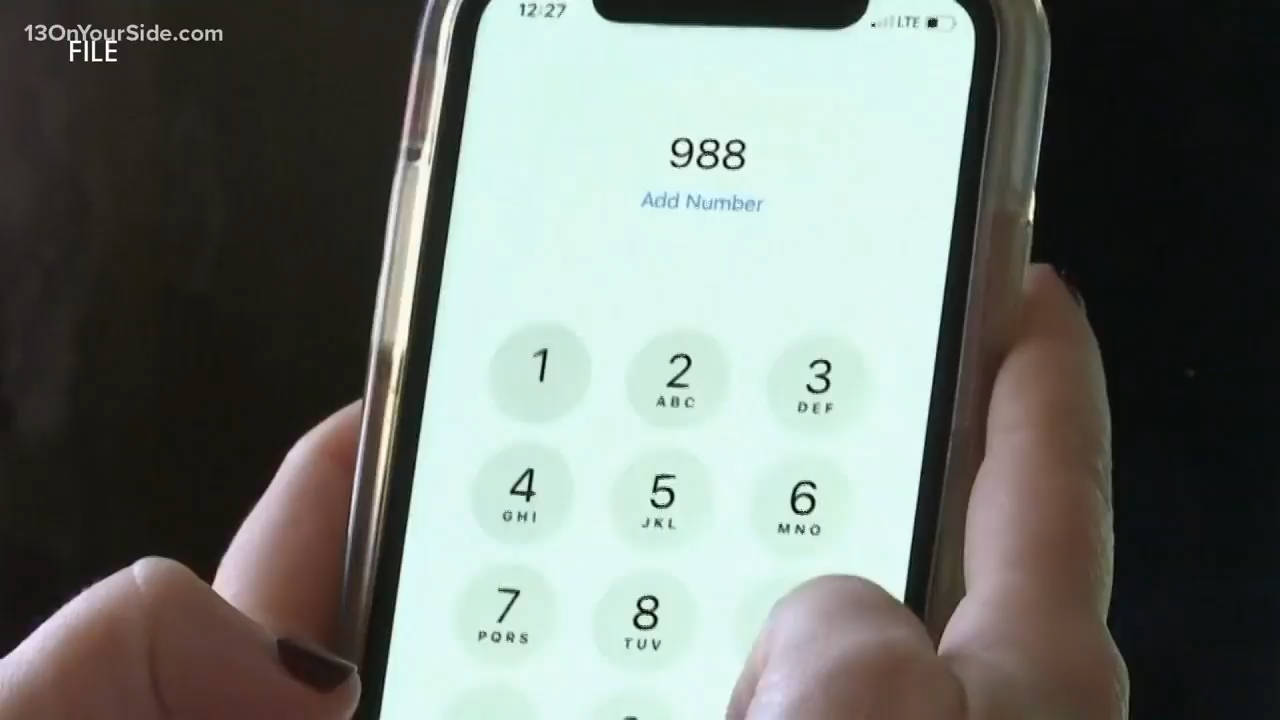 13OnYourSide.com
FILE
12:27
LTE
988
Add Number
1
2
3
ABC
DEF
4
5
6
GHI
JKL
MNO
7
8
PQRS
TUV